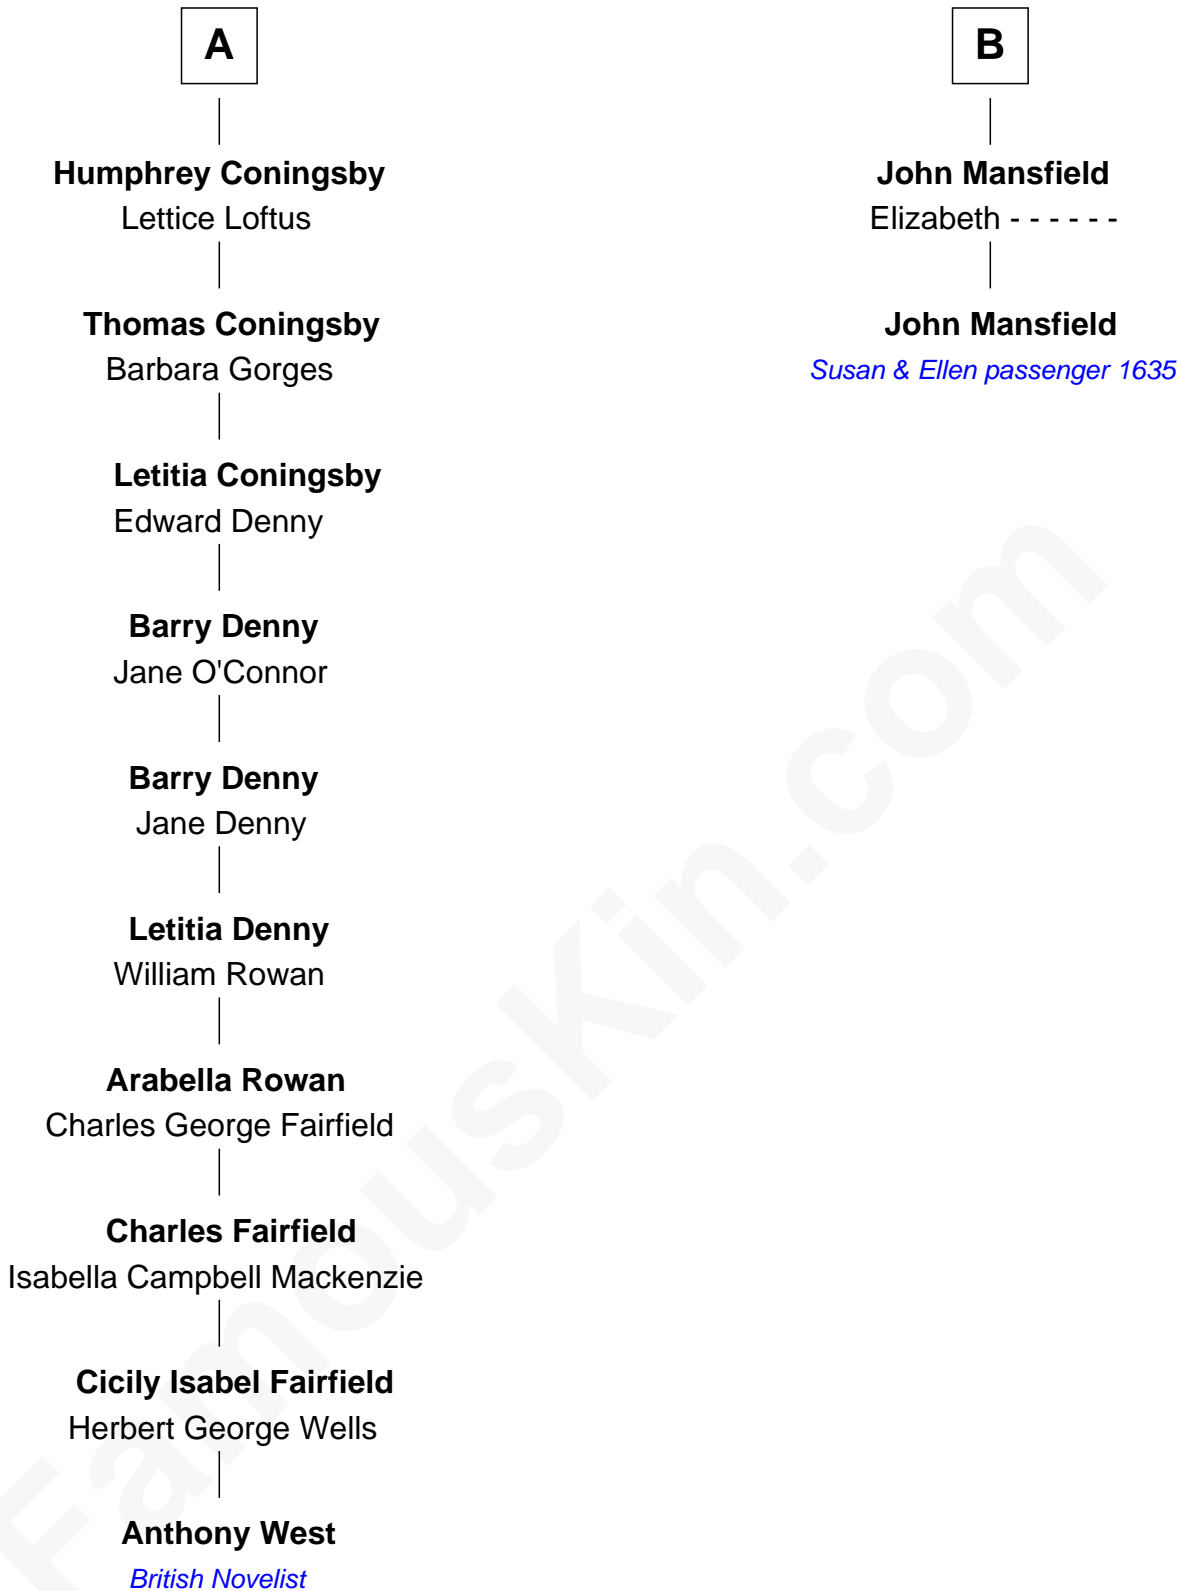 A
Humphrey Coningsby
Lettice Loftus
Thomas Coningsby
Barbara Gorges
Letitia Coningsby
Edward Denny
Barry Denny
Jane O'Connor
Barry Denny
Jane Denny
Letitia Denny
William Rowan
Arabella Rowan
Charles George Fairfield
Charles Fairfield
Isabella Campbell Mackenzie
Cicily Isabel Fairfield
Herbert George Wells
Anthony West
British Novelist
B
John Mansfield
Elizabeth - - - - - -
John Mansfield
Susan & Ellen passenger 1635
FamousKin.com